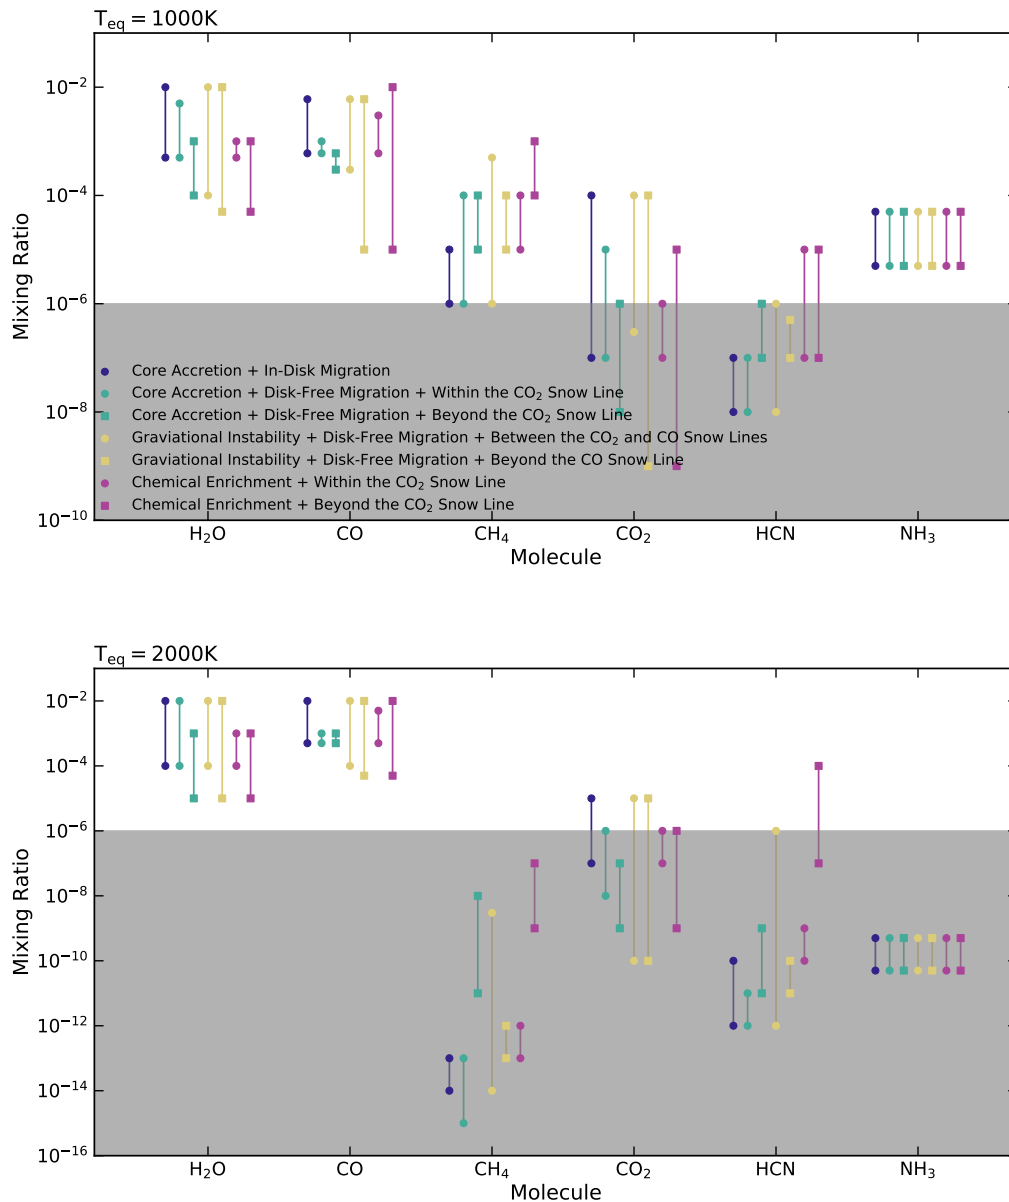 T_eq = 1000K
Mixing Ratio
10^−2
10^−4
10^−6
10^−8
10^−10
Core Accretion + In-Disk Migration
Core Accretion + Disk-Free Migration + Within the CO₂ Snow Line
Core Accretion + Disk-Free Migration + Beyond the CO₂ Snow Line
Graviational Instability + Disk-Free Migration + Between the CO₂ and CO Snow Lines
Graviational Instability + Disk-Free Migration + Beyond the CO Snow Line
Chemical Enrichment + Within the CO₂ Snow Line
Chemical Enrichment + Beyond the CO₂ Snow Line
H₂O CO CH₄ CO₂ HCN NH₃
Molecule
T_eq = 2000K
Mixing Ratio
10^−2
10^−4
10^−6
10^−8
10^−10
10^−12
10^−14
10^−16
H₂O CO CH₄ CO₂ HCN NH₃
Molecule